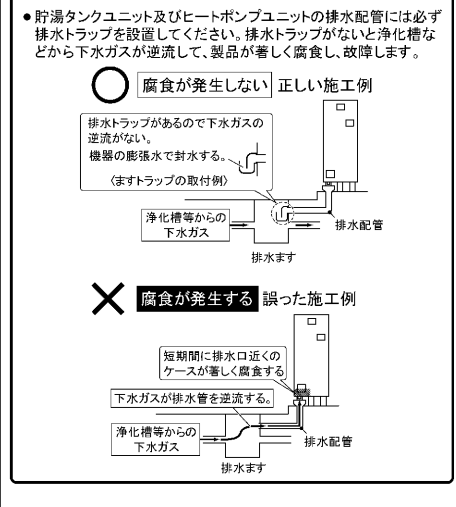 ●貯湯タンクユニット及びヒートポンプユニットの排水配管には必ず
排水トラップを設置してください。排水トラップがないと浄化槽な
どから下水ガスが逆流して、製品が著しく腐食し、故障します。
腐食が発生しない 正しい施工例
排水トラップがあるので下水ガスの
逆流がない。
機器の膨張水で封水する。
〈ますトラップの取付例〉
浄化槽等からの
下水ガス
排水配管
排水ます
腐食が発生する 誤った施工例
短期間に排水口近くの
ケースが著しく腐食する
下水ガスが排水管を逆流する。
浄化槽等からの
下水ガス
排水配管
排水ます